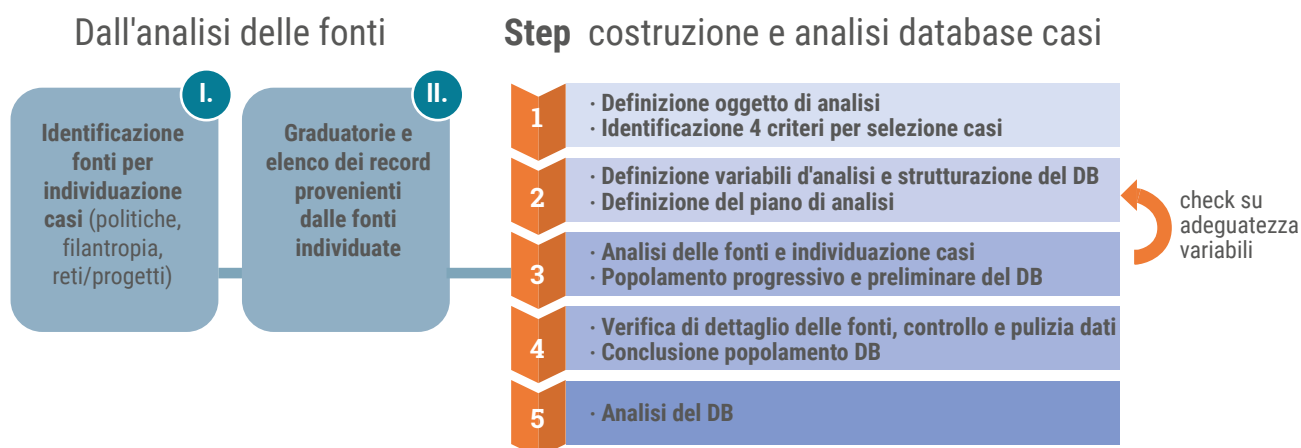 Dall'analisi delle fonti
Step costruzione e analisi database casi
I.
Identificazione
fonti per
individuazione
casi (politiche,
filantropia,
reti/progetti)
II.
Graduatorie e
elenco dei record
provenienti
dalle fonti
individuate
1
· Definizione oggetto di analisi
· Identificazione 4 criteri per selezione casi
2
· Definizione variabili d'analisi e strutturazione del DB
· Definizione del piano di analisi
3
· Analisi delle fonti e individuazione casi
· Popolamento progressivo e preliminare del DB
4
· Verifica di dettaglio delle fonti, controllo e pulizia dati
· Conclusione popolamento DB
5
· Analisi del DB
check su
adeguatezza
variabili